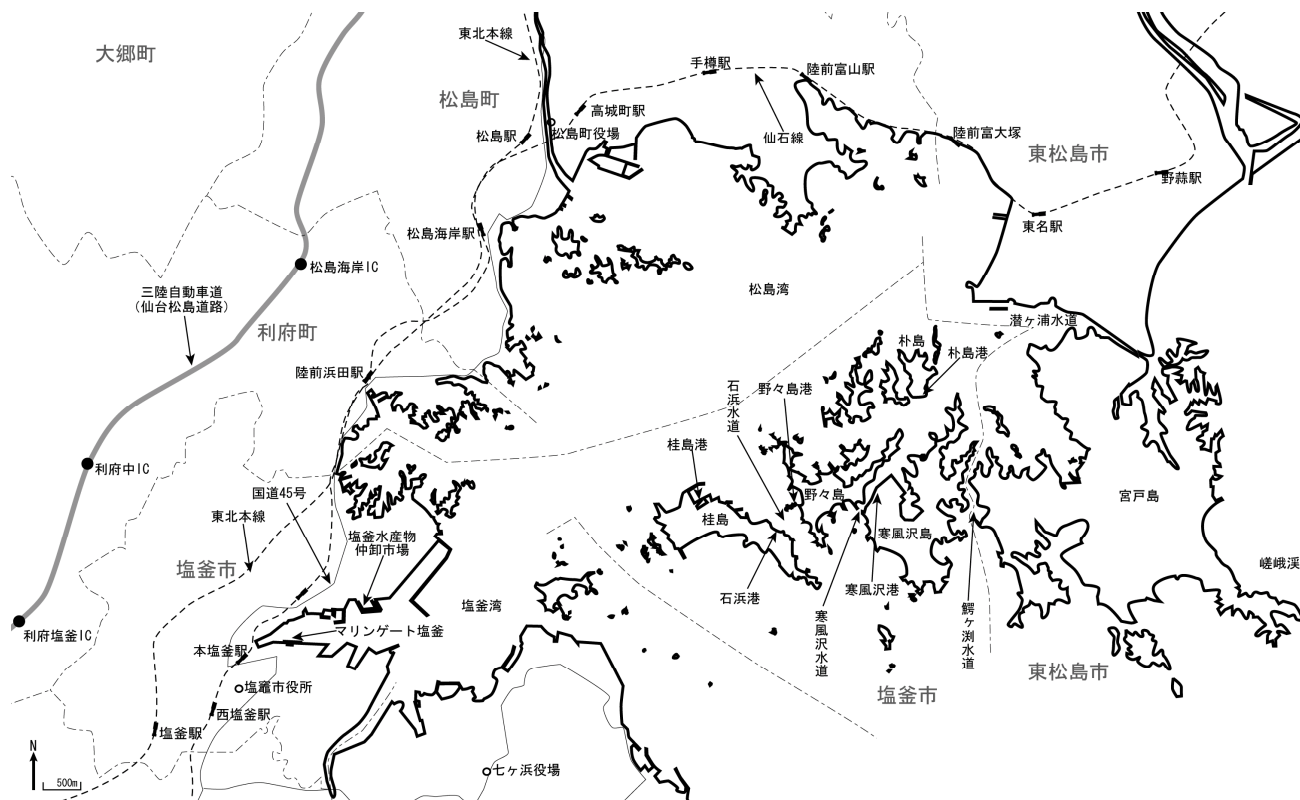 大郷町
東北本線
手樽駅
陸前富山駅
松島町
高城町駅
松島駅
松島町役場
仙石線
陸前富大塚
東松島市
野蒜駅
東名駅
松島海岸駅
松島海岸IC
松島湾
三陸自動車道
(仙台松島道路)
利府町
潜ヶ浦水道
朴島
朴島港
陸前浜田駅
石浜水道
野々島港
桂島港
利府中IC
国道45号
東北本線
野々島
宮戸島
桂島
寒風沢島
塩釜水産物
仲卸市場
塩釜市
嵯峨渓
石浜港
寒風沢港
塩釜湾
利府塩釜IC
マリンゲート塩釜
寒風沢水道
鰐ヶ渕水道
本塩釜駅
塩竈市役所
塩釜市
東松島市
西塩釜駅
塩釜駅
N
500m
七ヶ浜役場